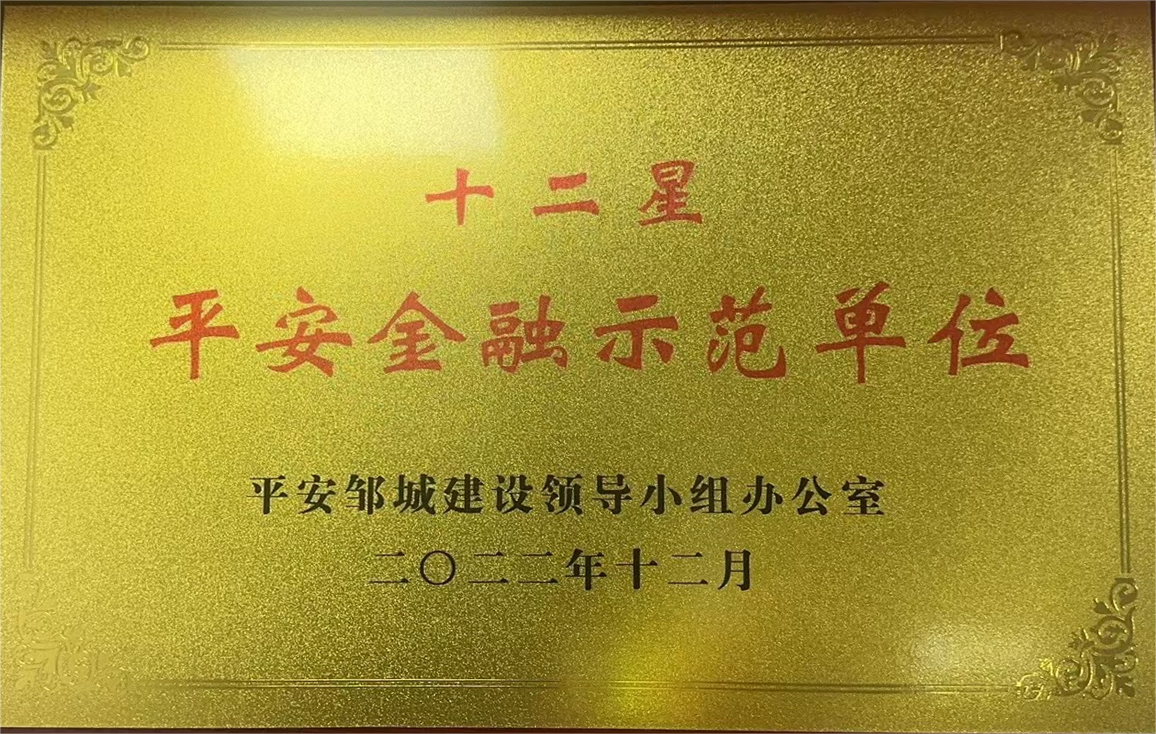 十二星
平安金融示范单位
平安邹城建设领导小组办公室
二〇二二年十二月